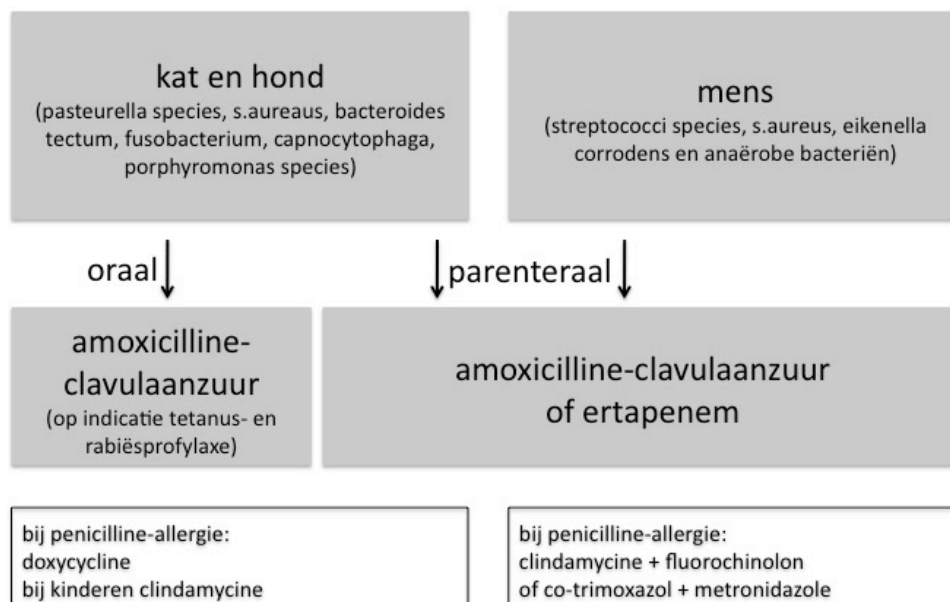 kat en hond
(pasteurella species, s.aureaus, bacteroides
tectum, fusobacterium, capnocytophaga,
porphyromonas species)
mens
(streptococci species, s.aureus, eikenella
corrodens en anaërobe bacteriën)
oraal
parenteraal
amoxicilline-
clavulaanzuur
(op indicatie tetanus- en
rabiësprofylaxe)
amoxicilline-clavulaanzuur
of ertapenem
bij penicilline-allergie:
doxycycline
bij kinderen clindamycine
bij penicilline-allergie:
clindamycine + fluorochinolon
of co-trimoxazol + metronidazole